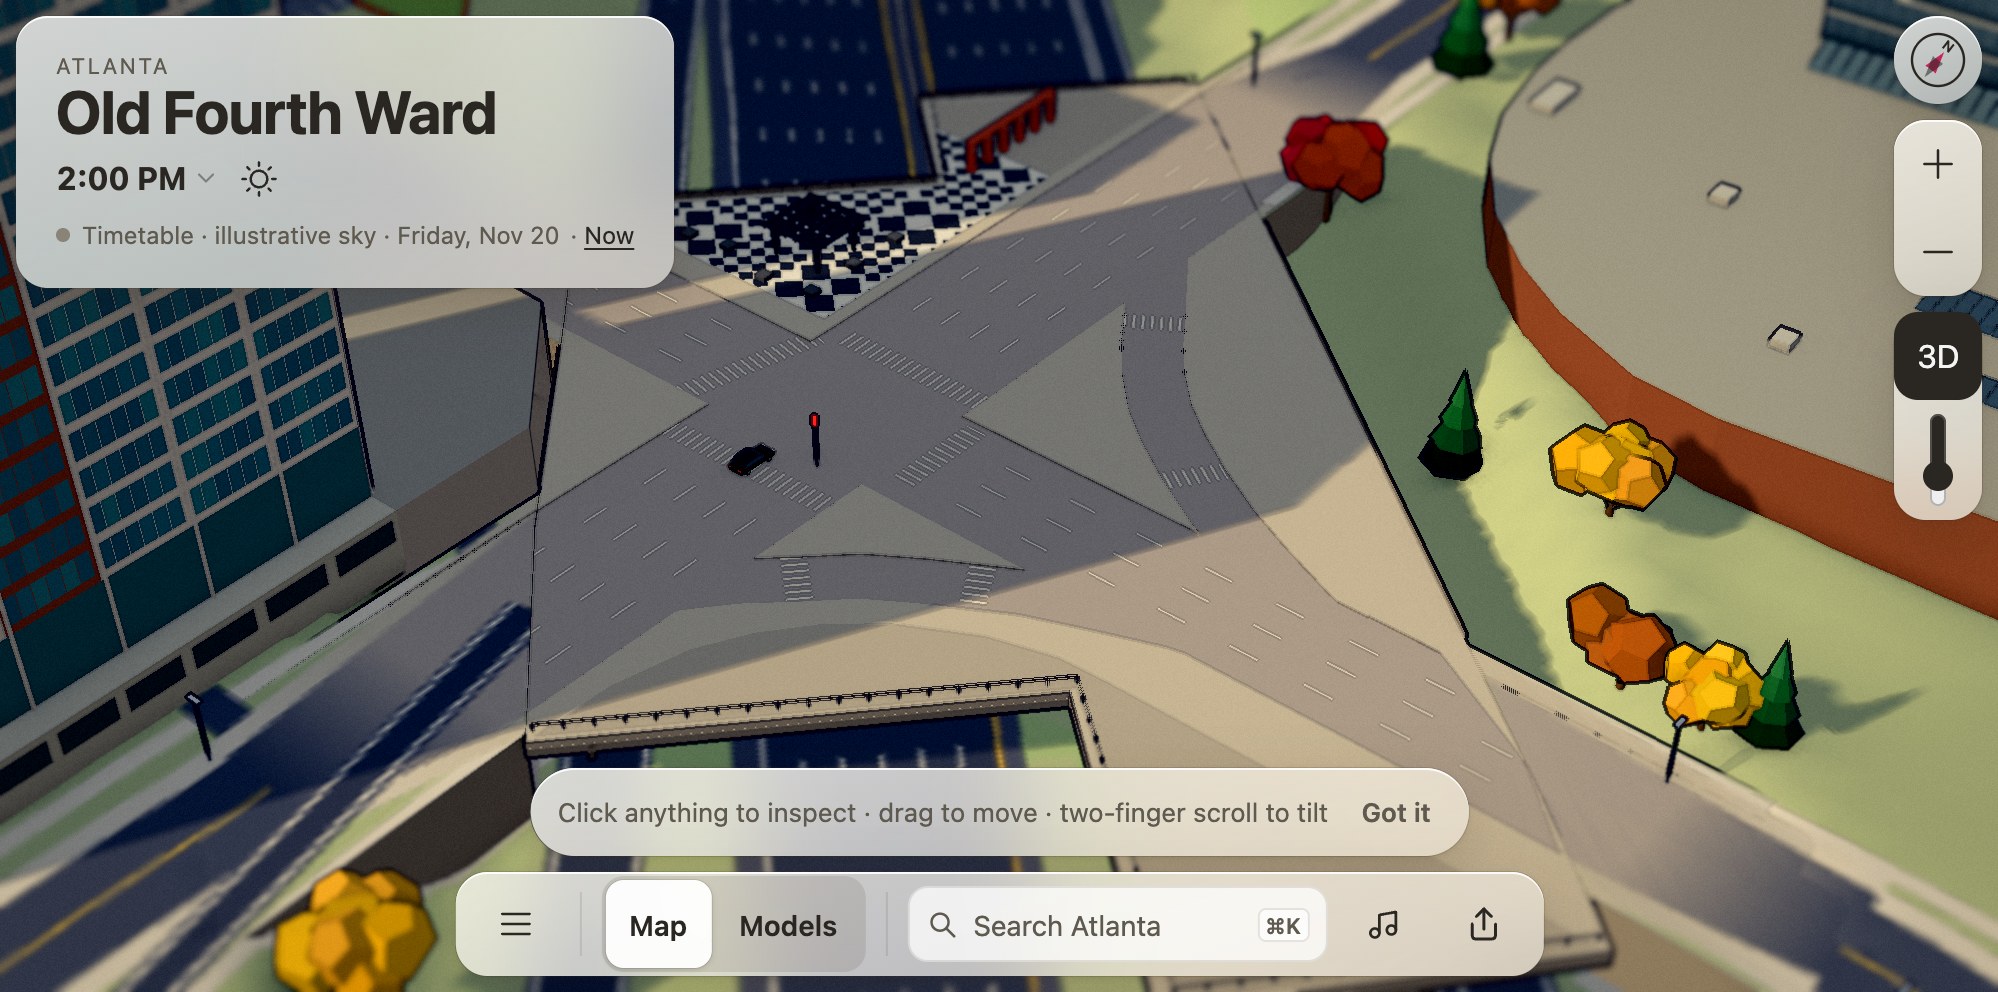 ATLANTA
Old Fourth Ward
2:00 PM
Timetable · illustrative sky · Friday, Nov 20 · Now
N
3D
Click anything to inspect · drag to move · two-finger scroll to tilt Got it
Map Models Search Atlanta ⌘K